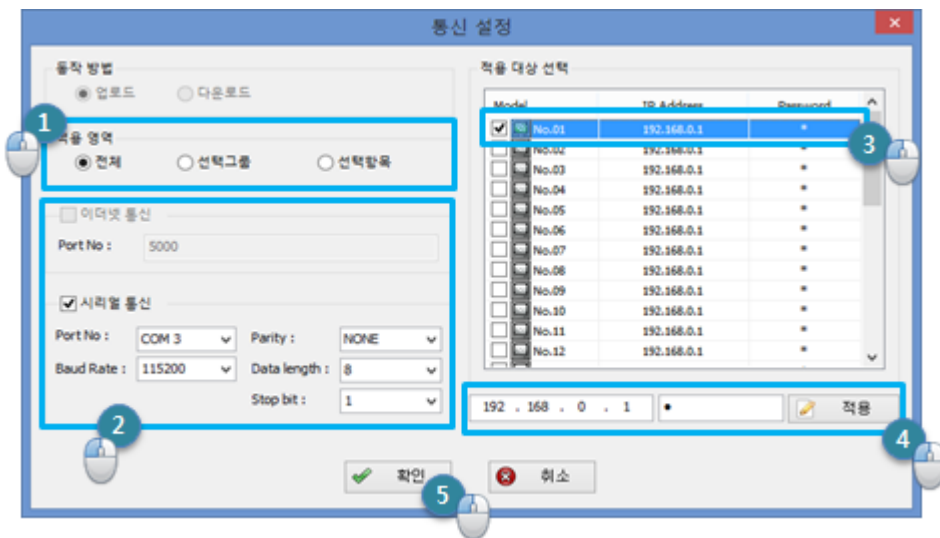 통신 설정
동작 방법
업로드 다운로드
1
적용 영역
전체 선택그룹 선택항목
이더넷 통신
Port No : 5000
시리얼 통신
Port No : COM 3 Parity : NONE
Baud Rate : 115200 Data length : 8
Stop bit : 1
2
적용 대상 선택
Model IP Address Password
No.01 192.168.0.1 *
3
No.02 192.168.0.1 *
No.03 192.168.0.1 *
No.04 192.168.0.1 *
No.05 192.168.0.1 *
No.06 192.168.0.1 *
No.07 192.168.0.1 *
No.08 192.168.0.1 *
No.09 192.168.0.1 *
No.10 192.168.0.1 *
No.11 192.168.0.1 *
No.12 192.168.0.1 *
192 . 168 . 0 . 1 ● 적용
4
확인 취소
5